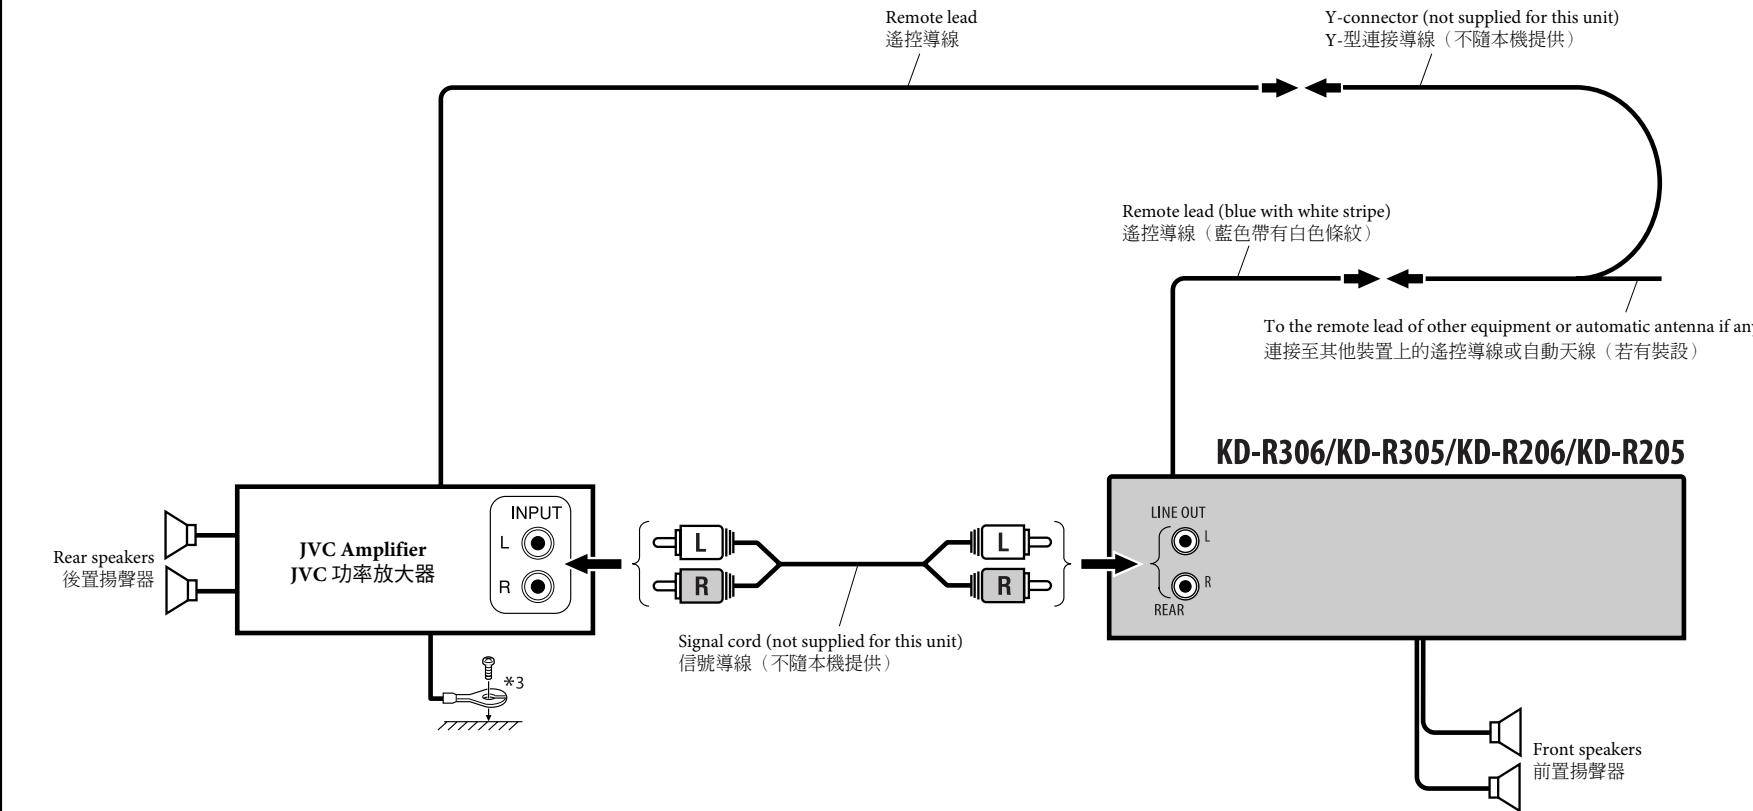 Remote lead
遙控導線
Y-connector (not supplied for this unit)
Y-型連接導線（不隨本機提供）
Remote lead (blue with white stripe)
遙控導線（藍色帶有白色條紋）
To the remote lead of other equipment or automatic antenna if any
連接至其他裝置上的遙控導線或自動天線（若有裝設）
KD-R306/KD-R305/KD-R206/KD-R205
Rear speakers
後置揚聲器
JVC Amplifier
JVC 功率放大器
INPUT
L
R
L
R
L
R
LINE OUT
L
R
REAR
Signal cord (not supplied for this unit)
信號導線（不隨本機提供）
*3
Front speakers
前置揚聲器